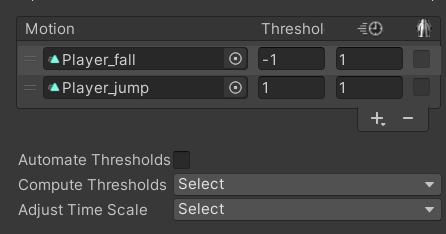 Motion Threshol
Player_fall -1 1
Player_jump 1 1
Automate Thresholds
Compute Thresholds Select
Adjust Time Scale Select